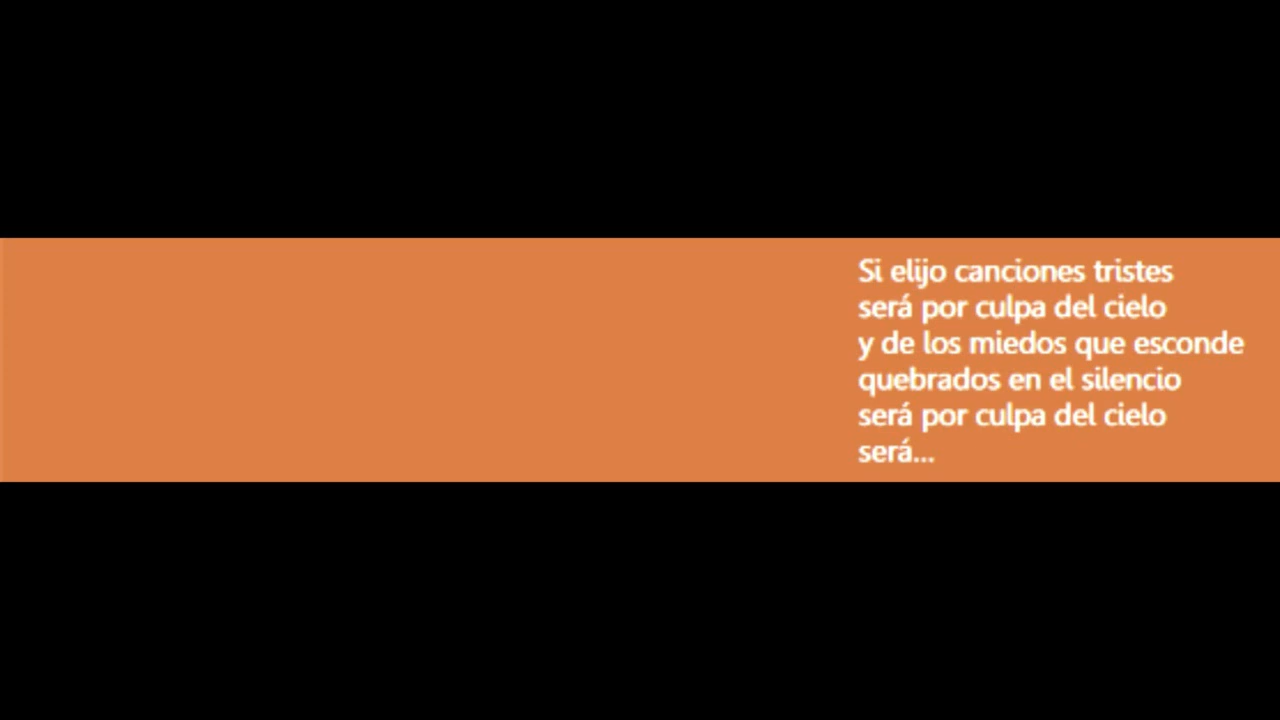 Si elijo canciones tristes
será por culpa del cielo
y de los miedos que esconde
quebrados en el silencio
será por culpa del cielo
será...